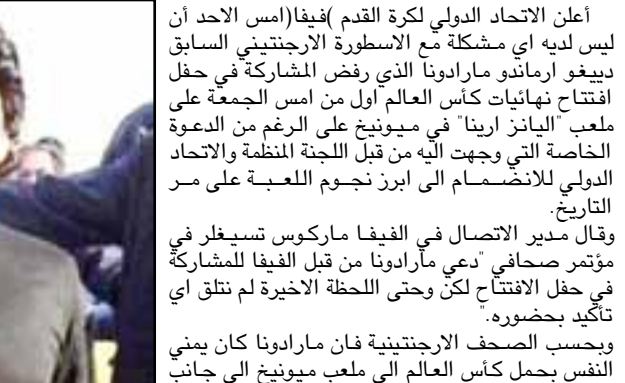 أعلن الاتحاد الدولي لكرة القدم )فيفا(امس الاحد أن
ليس لديه اي مشكلة مع الاسطورة الارجنتيني السابق
دييغو ارماندو مارادونا الذي رفض المشاركة في حفل
افتتاح نهائيات كأس العالم اول من امس الجمعة على
ملعب "اليانز ارينا" في ميونيخ على الرغم من الدعوة
الخاصة التي وجهت اليه من قبل اللجنة المنظمة والاتحاد
الدولي للانضمام الى ابرز نجوم اللعبة على مر
التاريخ.
وقال مدير الاتصال في الفيفا ماركوس تسيغلر في
مؤتمر صحافي "دعي مارادونا من قبل الفيفا للمشاركة
في حفل الافتتاح لكن وحتى اللحظة الاخيرة لم نتلق اي
تأكيد بحضوره."
وبحسب الصحف الارجنتينية فان مارادونا كان يمني
النفس بحمل كأس العالم الى ملعب ميونيخ الى جانب